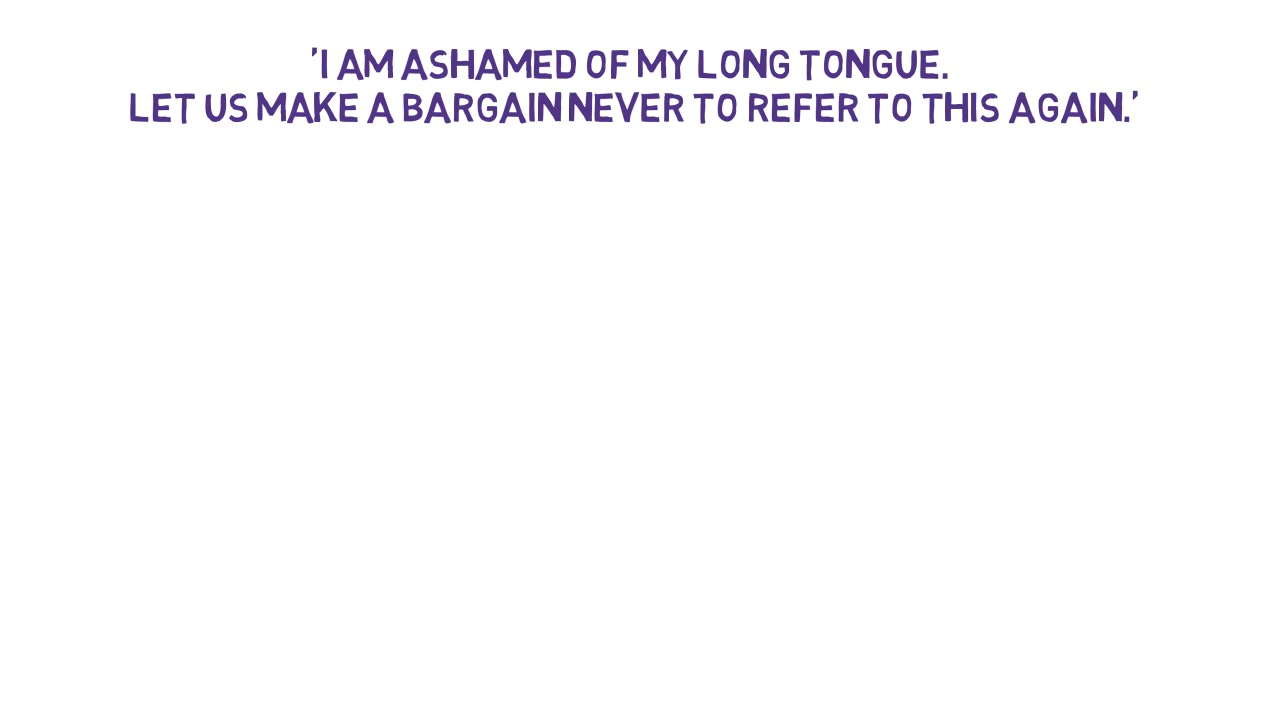 'I AM ASHAMED OF MY LONG TONGUE.
LET US MAKE A BARGAIN NEVER TO REFER TO THIS AGAIN.'